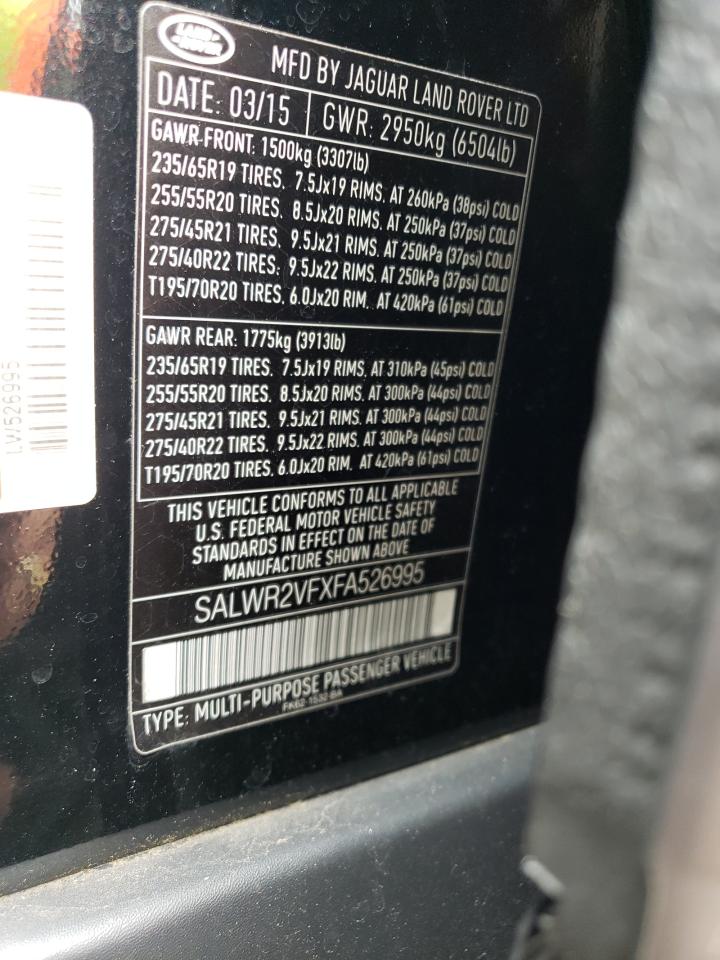 LAND
ROVER
MFD BY JAGUAR LAND ROVER LTD
DATE: 03/15 GWR: 2950kg (6504lb)
GAWR-FRONT: 1500kg (3307lb)
235/65R19 TIRES. 7.5Jx19 RIMS. AT 260kPa (38psi) COLD
255/55R20 TIRES. 8.5Jx20 RIMS. AT 250kPa (37psi) COLD
275/45R21 TIRES. 9.5Jx21 RIMS. AT 250kPa (37psi) COLD
275/40R22 TIRES. 9.5Jx22 RIMS. AT 250kPa (37psi) COLD
T195/70R20 TIRES. 6.0Jx20 RIM. AT 420kPa (61psi) COLD
GAWR REAR: 1775kg (3913lb)
235/65R19 TIRES. 7.5Jx19 RIMS. AT 310kPa (45psi) COLD
255/55R20 TIRES. 8.5Jx20 RIMS. AT 300kPa (44psi) COLD
275/45R21 TIRES. 9.5Jx21 RIMS. AT 300kPa (44psi) COLD
275/40R22 TIRES. 9.5Jx22 RIMS. AT 300kPa (44psi) COLD
T195/70R20 TIRES. 6.0Jx20 RIM. AT 420kPa (61psi) COLD
THIS VEHICLE CONFORMS TO ALL APPLICABLE
U.S. FEDERAL MOTOR VEHICLE SAFETY
STANDARDS IN EFFECT ON THE DATE OF
MANUFACTURE SHOWN ABOVE
SALWR2VFXFA526995
TYPE: MULTI-PURPOSE PASSENGER VEHICLE
FK62-1532-BA
LW526995